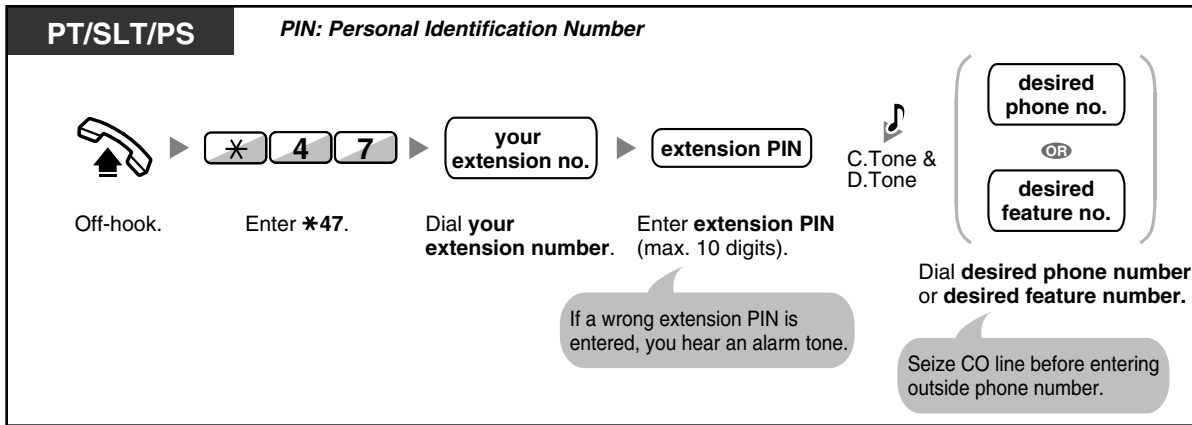 PT/SLT/PS
PIN: Personal Identification Number
* 4 7
your
extension no.
extension PIN
C.Tone &
D.Tone
desired
phone no.
OR
desired
feature no.
Off-hook.
Enter *47.
Dial your
extension number.
Enter extension PIN
(max. 10 digits).
If a wrong extension PIN is
entered, you hear an alarm tone.
Dial desired phone number
or desired feature number.
Seize CO line before entering
outside phone number.